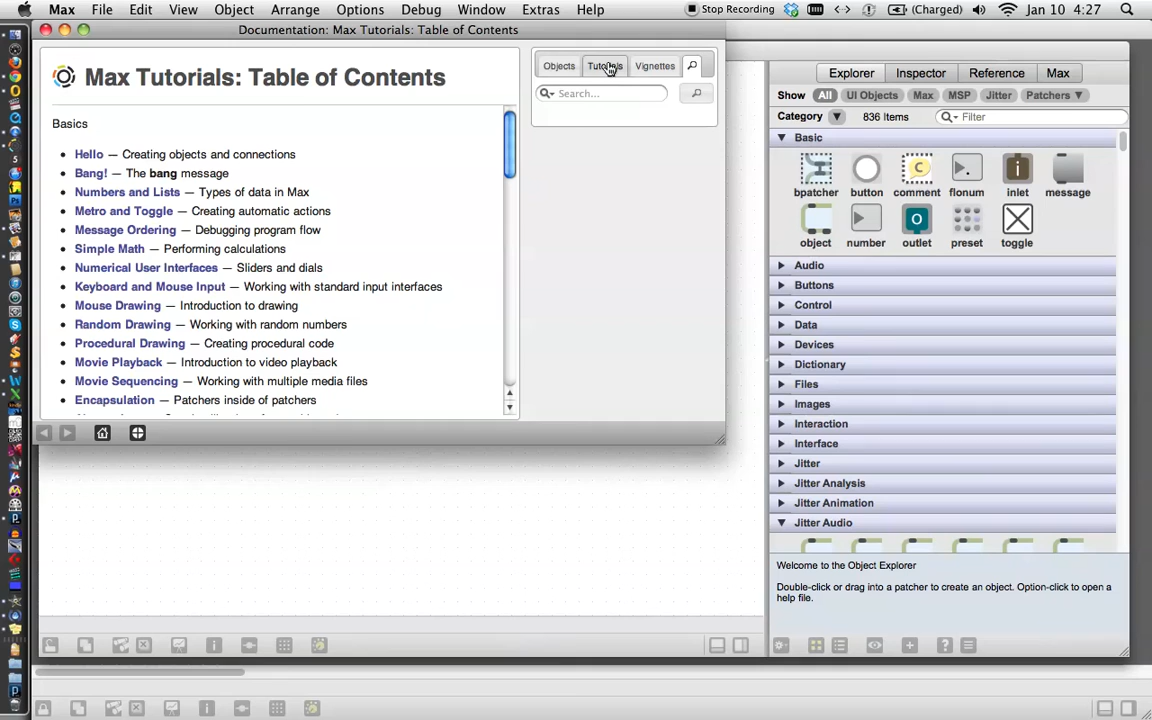 Max File Edit View Object Arrange Options Debug Window Extras Help Stop Recording (Charged) Jan 10 4:27
Documentation: Max Tutorials: Table of Contents
Max Tutorials: Table of Contents
Basics
• Hello — Creating objects and connections
• Bang! — The bang message
• Numbers and Lists — Types of data in Max
• Metro and Toggle — Creating automatic actions
• Message Ordering — Debugging program flow
• Simple Math — Performing calculations
• Numerical User Interfaces — Sliders and dials
• Keyboard and Mouse Input — Working with standard input interfaces
• Mouse Drawing — Introduction to drawing
• Random Drawing — Working with random numbers
• Procedural Drawing — Creating procedural code
• Movie Playback — Introduction to video playback
• Movie Sequencing — Working with multiple media files
• Encapsulation — Patchers inside of patchers
Objects Tutorials Vignettes
Search...
Explorer Inspector Reference Max
Show All UI Objects Max MSP Jitter Patchers ▼
Category ▼ 836 Items Filter
Basic
bpatcher button comment flonum inlet message
object number outlet preset toggle
Audio
Buttons
Control
Data
Devices
Dictionary
Files
Images
Interaction
Interface
Jitter
Jitter Analysis
Jitter Animation
Jitter Audio
Welcome to the Object Explorer
Double-click or drag into a patcher to create an object. Option-click to open a
help file.